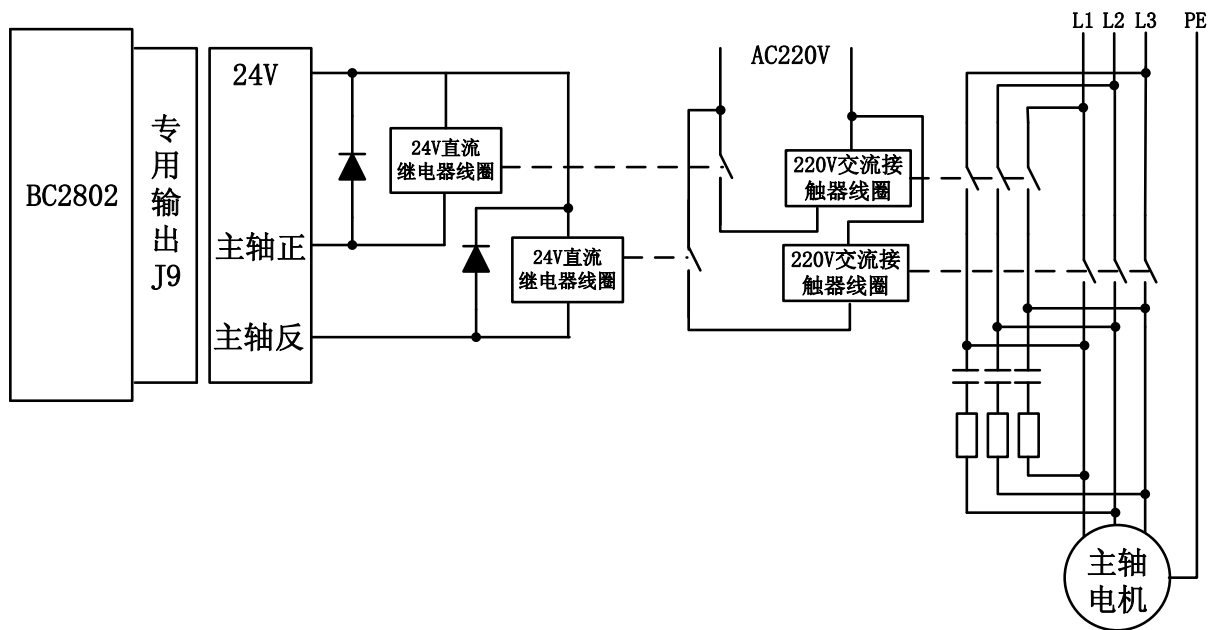 BC2802
专用输出J9
24V
主轴正
主轴反
24V直流
继电器线圈
24V直流
继电器线圈
AC220V
220V交流接
触器线圈
220V交流接
触器线圈
L1 L2 L3 PE
主轴
电机